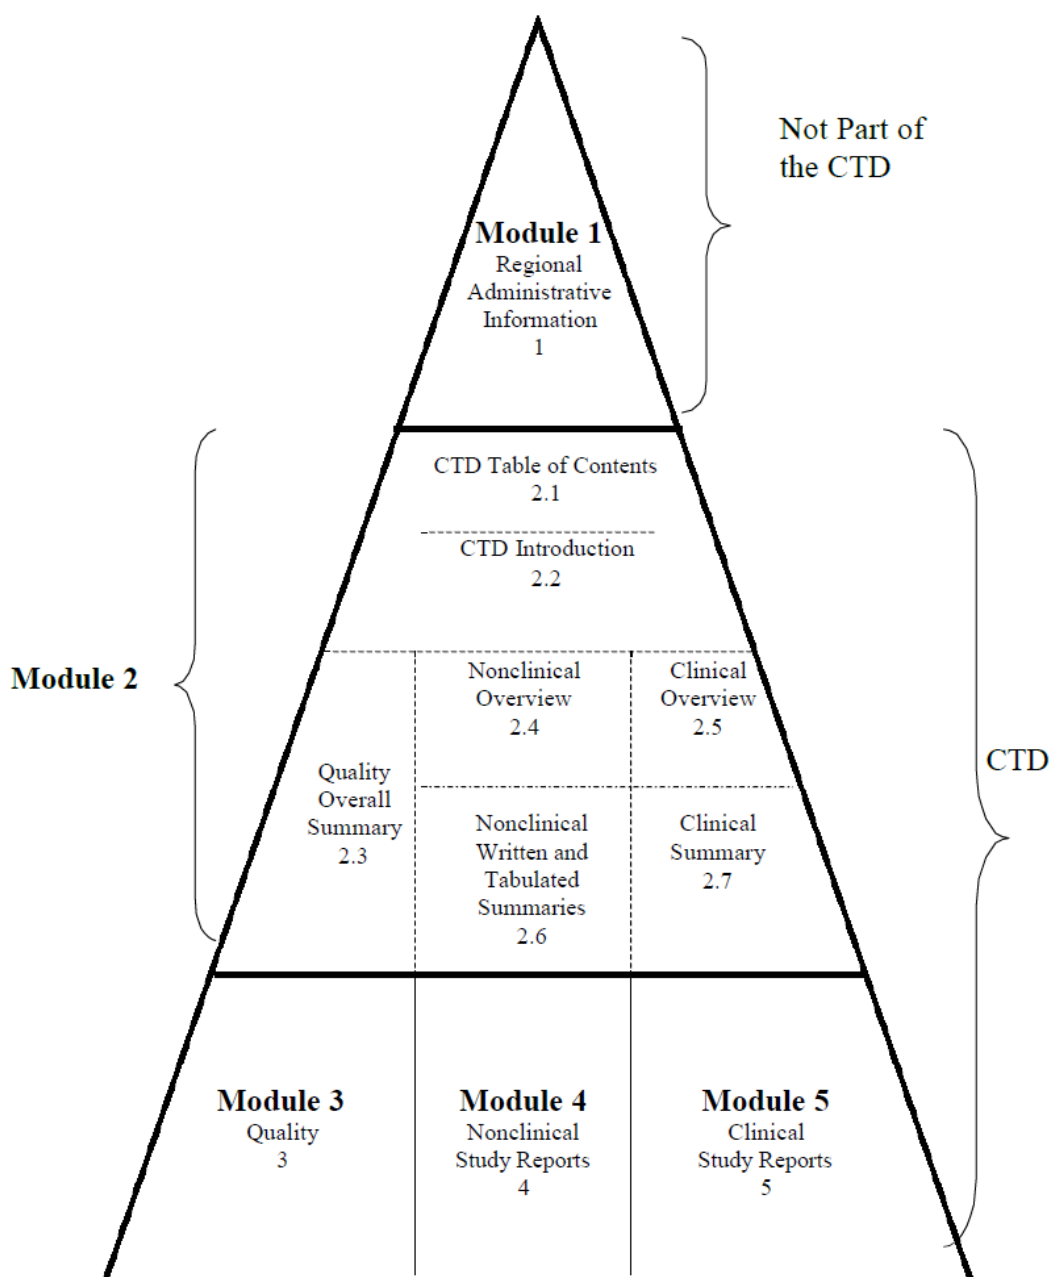 Not Part of
the CTD
Module 1
Regional
Administrative
Information
1
CTD Table of Contents
2.1
CTD Introduction
2.2
Module 2
Quality
Overall
Summary
2.3
Nonclinical
Overview
2.4
Clinical
Overview
2.5
Nonclinical
Written and
Tabulated
Summaries
2.6
Clinical
Summary
2.7
CTD
Module 3
Quality
3
Module 4
Nonclinical
Study Reports
4
Module 5
Clinical
Study Reports
5